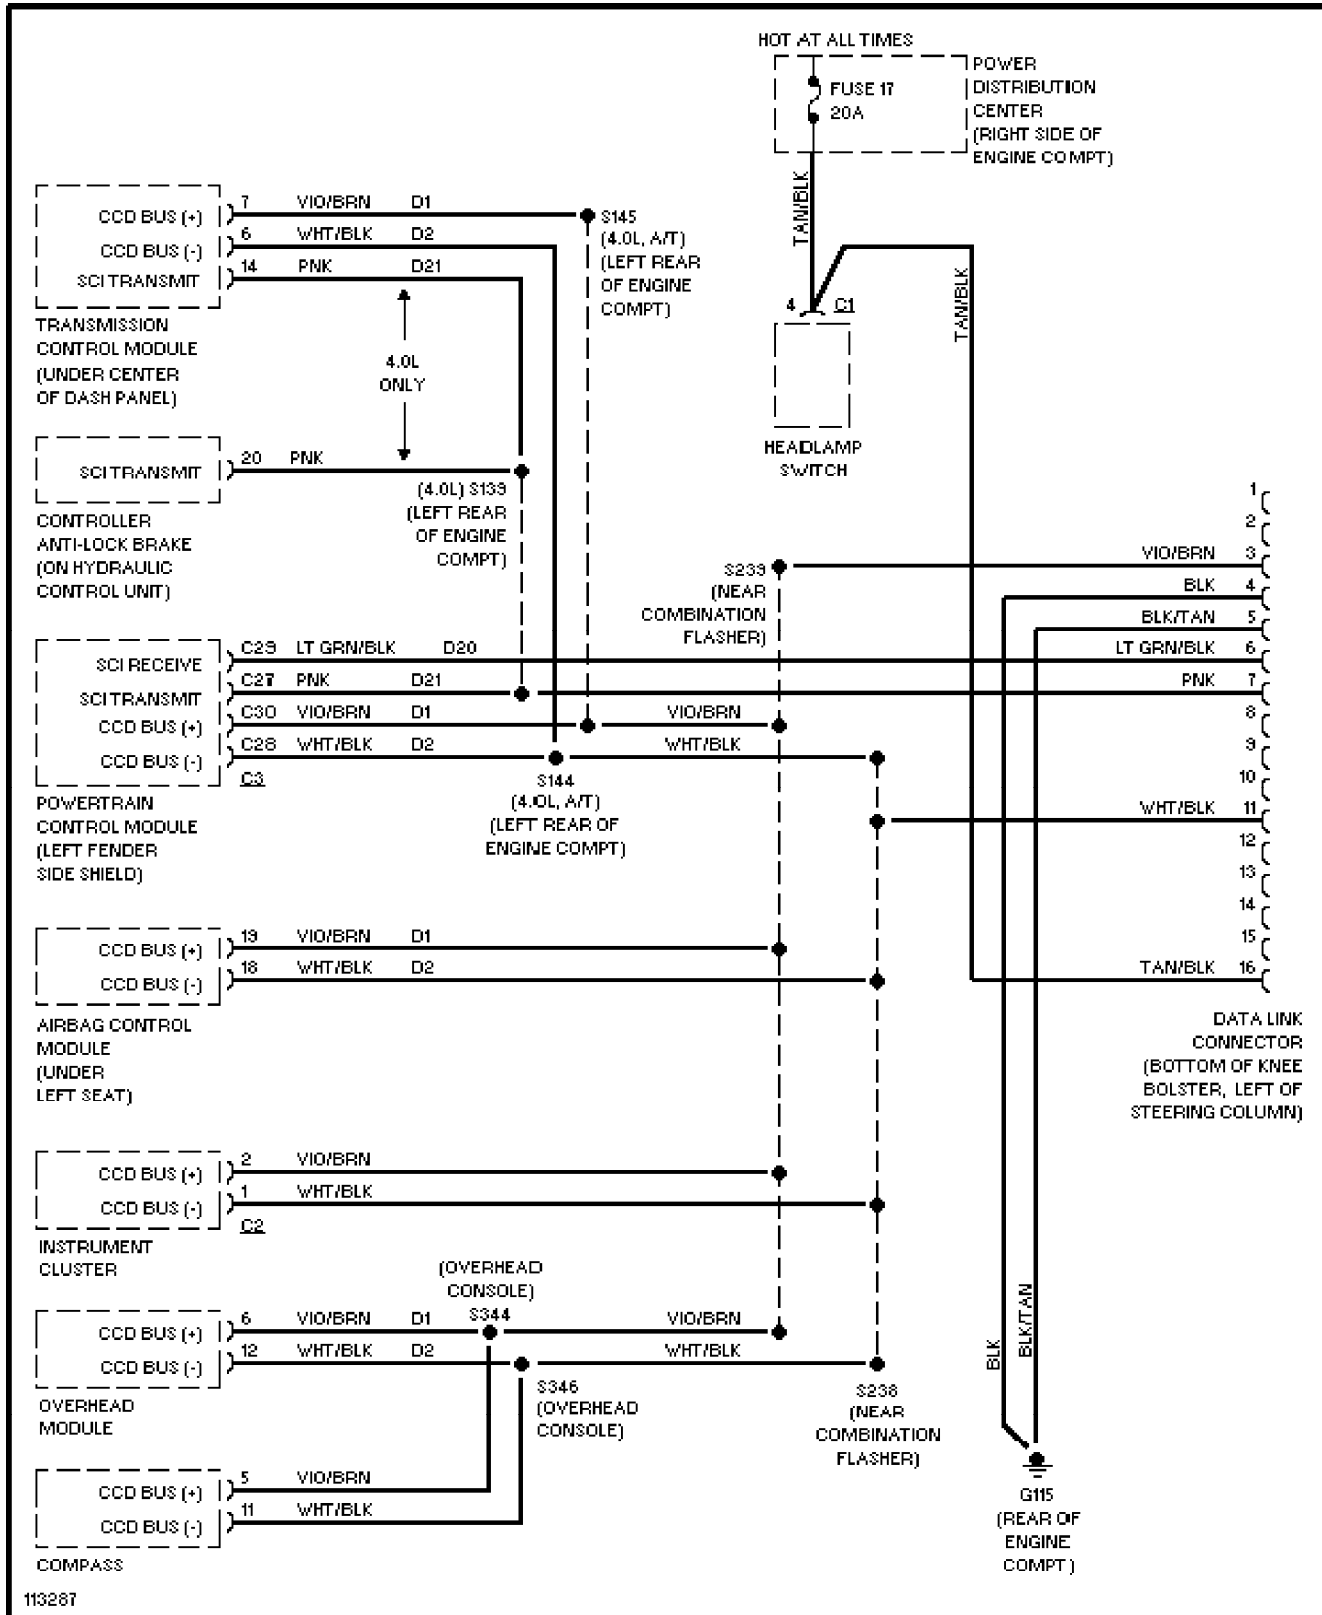 HOT AT ALL TIMES
FUSE 17
20A
POWER
DISTRIBUTION
CENTER
(RIGHT SIDE OF
ENGINE COMPT)
TAN/BLK
TAN/BLK
4 C1
HEADLAMP
SWITCH
CCD BUS (+) 7 VIO/BRN D1
CCD BUS (-) 6 WHT/BLK D2
SCI TRANSMIT 14 PNK D21
TRANSMISSION
CONTROL MODULE
(UNDER CENTER
OF DASH PANEL)
S145
(4.0L, A/T)
(LEFT REAR
OF ENGINE
COMPT)
4.0L
ONLY
SCI TRANSMIT 20 PNK
CONTROLLER
ANTI-LOCK BRAKE
(ON HYDRAULIC
CONTROL UNIT)
(4.0L) S139
(LEFT REAR
OF ENGINE
COMPT)
S239
(NEAR
COMBINATION
FLASHER)
SCI RECEIVE C29 LT GRN/BLK D20
SCI TRANSMIT C27 PNK D21
CCD BUS (+) C30 VIO/BRN D1 VIO/BRN
CCD BUS (-) C28 WHT/BLK D2 WHT/BLK
C3
POWERTRAIN
CONTROL MODULE
(LEFT FENDER
SIDE SHIELD)
S144
(4.0L, A/T)
(LEFT REAR OF
ENGINE COMPT)
1
2
VIO/BRN 3
BLK 4
BLK/TAN 5
LT GRN/BLK 6
PNK 7
8
9
10
WHT/BLK 11
12
13
14
15
TAN/BLK 16
DATA LINK
CONNECTOR
(BOTTOM OF KNEE
BOLSTER, LEFT OF
STEERING COLUMN)
CCD BUS (+) 19 VIO/BRN D1
CCD BUS (-) 18 WHT/BLK D2
AIRBAG CONTROL
MODULE
(UNDER
LEFT SEAT)
CCD BUS (+) 2 VIO/BRN
CCD BUS (-) 1 WHT/BLK
C2
INSTRUMENT
CLUSTER
(OVERHEAD
CONSOLE)
S344
CCD BUS (+) 6 VIO/BRN D1 VIO/BRN
CCD BUS (-) 12 WHT/BLK D2 WHT/BLK
OVERHEAD
MODULE
S346
(OVERHEAD
CONSOLE)
S238
(NEAR
COMBINATION
FLASHER)
BLK
BLK/TAN
G115
(REAR OF
ENGINE
COMPT)
CCD BUS (+) 5 VIO/BRN
CCD BUS (-) 11 WHT/BLK
COMPASS
113287